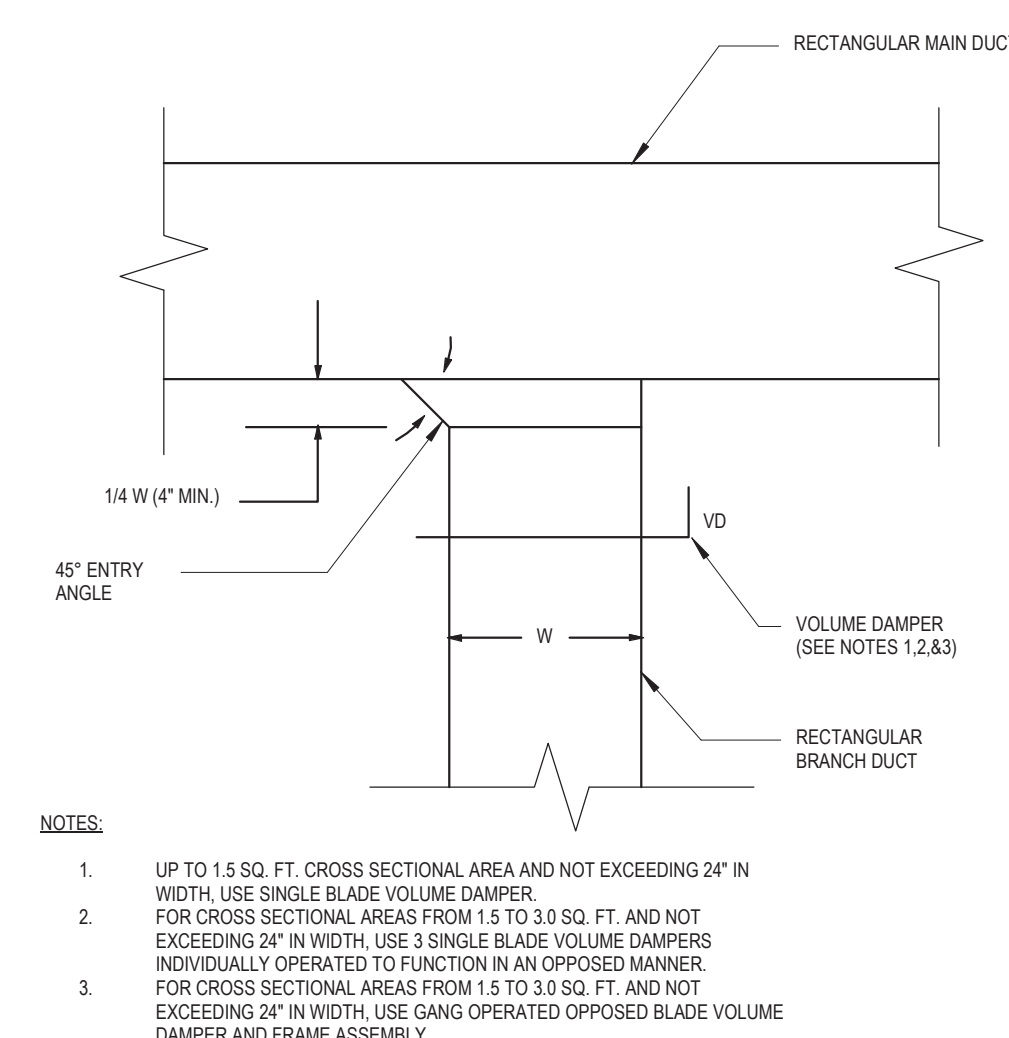 RECTANGULAR MAIN DUCT
1/4 W (4" MIN.)
VD
45° ENTRY
ANGLE
VOLUME DAMPER
(SEE NOTES 1,2,&3)
W
RECTANGULAR
BRANCH DUCT
NOTES:
1. UP TO 1.5 SQ. FT. CROSS SECTIONAL AREA AND NOT EXCEEDING 24" IN
WIDTH, USE SINGLE BLADE VOLUME DAMPER.
2. FOR CROSS SECTIONAL AREAS FROM 1.5 TO 3.0 SQ. FT. AND NOT
EXCEEDING 24" IN WIDTH, USE 3 SINGLE BLADE VOLUME DAMPERS
INDIVIDUALLY OPERATED TO FUNCTION IN AN OPPOSED MANNER.
3. FOR CROSS SECTIONAL AREAS FROM 1.5 TO 3.0 SQ. FT. AND NOT
EXCEEDING 24" IN WIDTH, USE GANG OPERATED OPPOSED BLADE VOLUME
DAMPER AND FRAME ASSEMBLY.